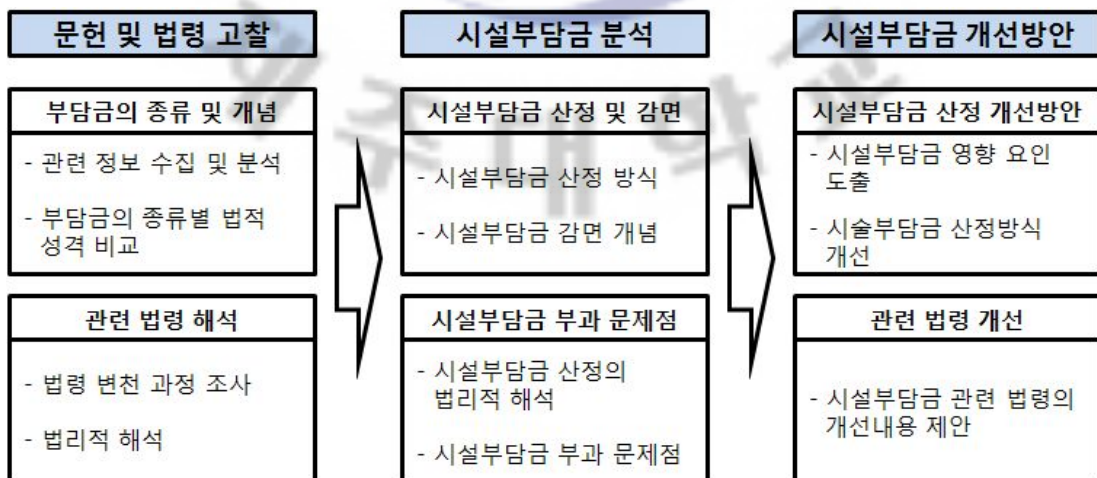 문헌 및 법령 고찰
부담금의 종류 및 개념
- 관련 정보 수집 및 분석
- 부담금의 종류별 법적
성격 비교
관련 법령 해석
- 법령 변천 과정 조사
- 법리적 해석
시설부담금 분석
시설부담금 산정 및 감면
- 시설부담금 산정 방식
- 시설부담금 감면 개념
시설부담금 부과 문제점
- 시설부담금 산정의
법리적 해석
- 시설부담금 부과 문제점
시설부담금 개선방안
시설부담금 산정 개선방안
- 시설부담금 영향 요인
도출
- 시술부담금 산정방식
개선
관련 법령 개선
- 시설부담금 관련 법령의
개선내용 제안
제주대학교